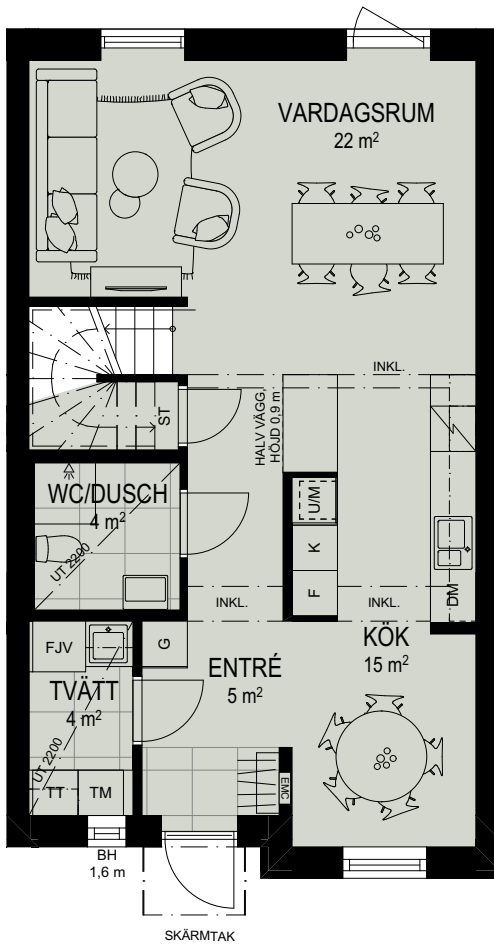 VARDAGSRUM
22 m²
INKL.
HALV VÄGG,
HÖJD 0,9 m
ST
WC/DUSCH
4 m²
UT 2200
U/M
K
F
DM
INKL.
INKL.
FJV
G
TVÄTT
4 m²
UT 2200
ENTRÉ
5 m²
KÖK
15 m²
TT
TM
EMC
BH
1,6 m
SKÄRMTAK